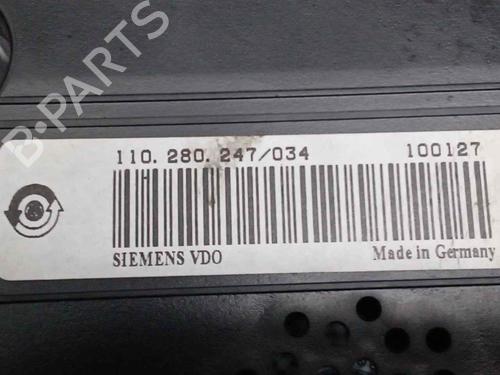 B-PARTS
110. 280. 247/034 100127
SIEMENS VDO Made in Germany